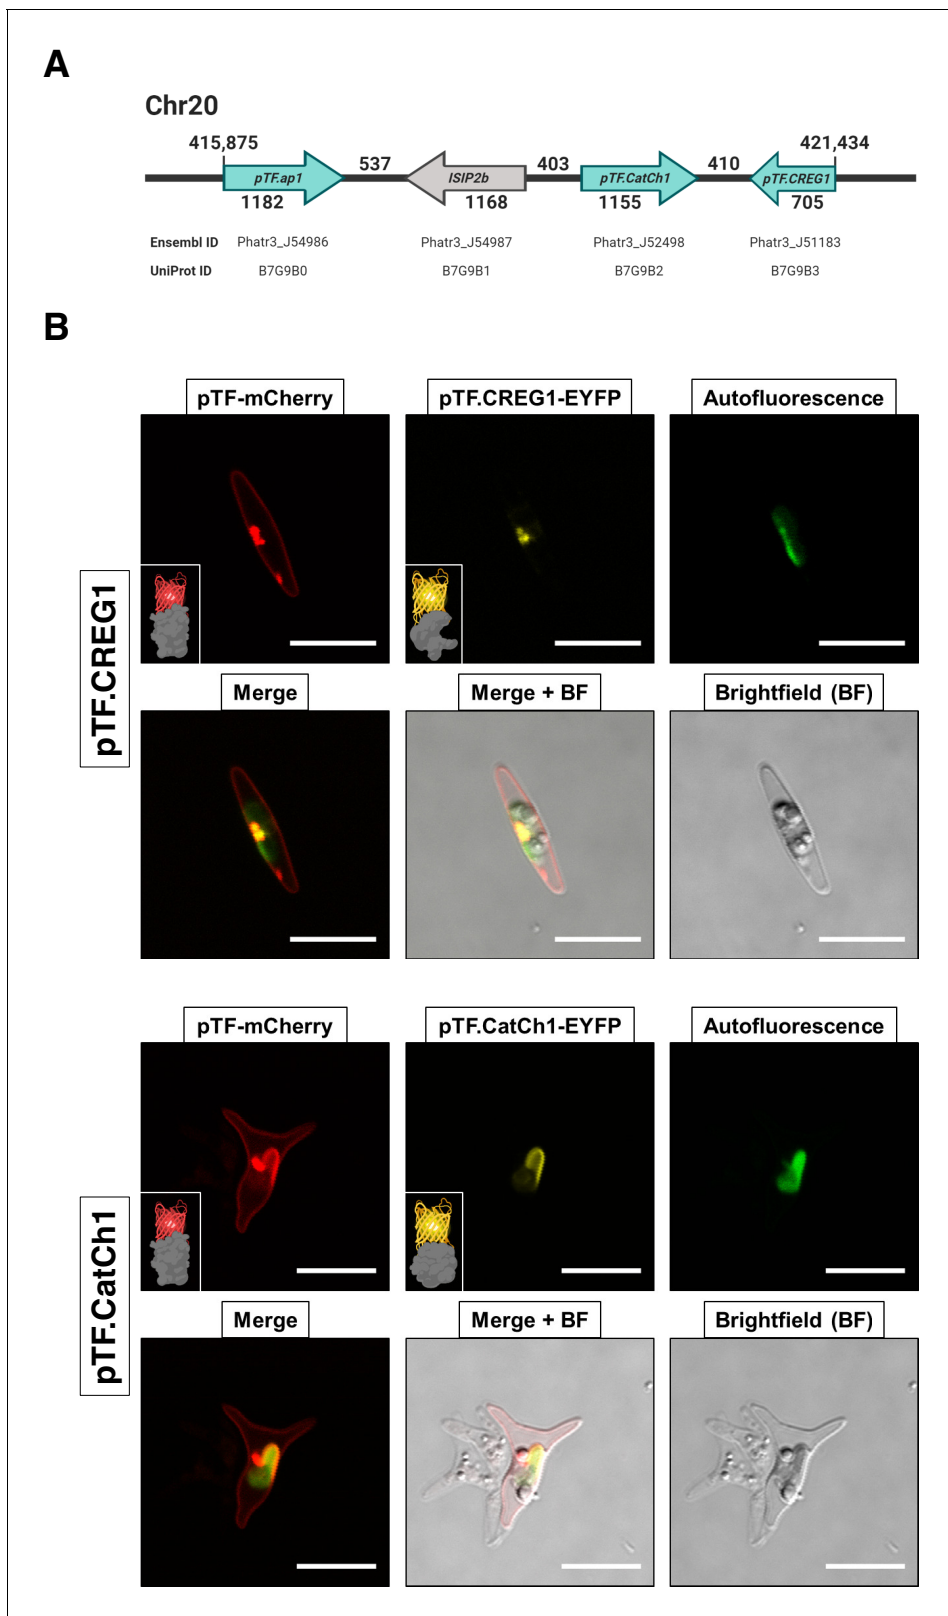 A
Chr20
415,875
421,434
537
403
410
pTF.ap1
ISIP2b
pTF.CatCh1
pTF.CREG1
1182
1168
1155
705
Ensembl ID Phatr3_J54986 Phatr3_J54987 Phatr3_J52498 Phatr3_J51183
UniProt ID B7G9B0 B7G9B1 B7G9B2 B7G9B3
B
pTF.CREG1
pTF-mCherry
pTF.CREG1-EYFP
Autofluorescence
Merge
Merge + BF
Brightfield (BF)
pTF.CatCh1
pTF-mCherry
pTF.CatCh1-EYFP
Autofluorescence
Merge
Merge + BF
Brightfield (BF)